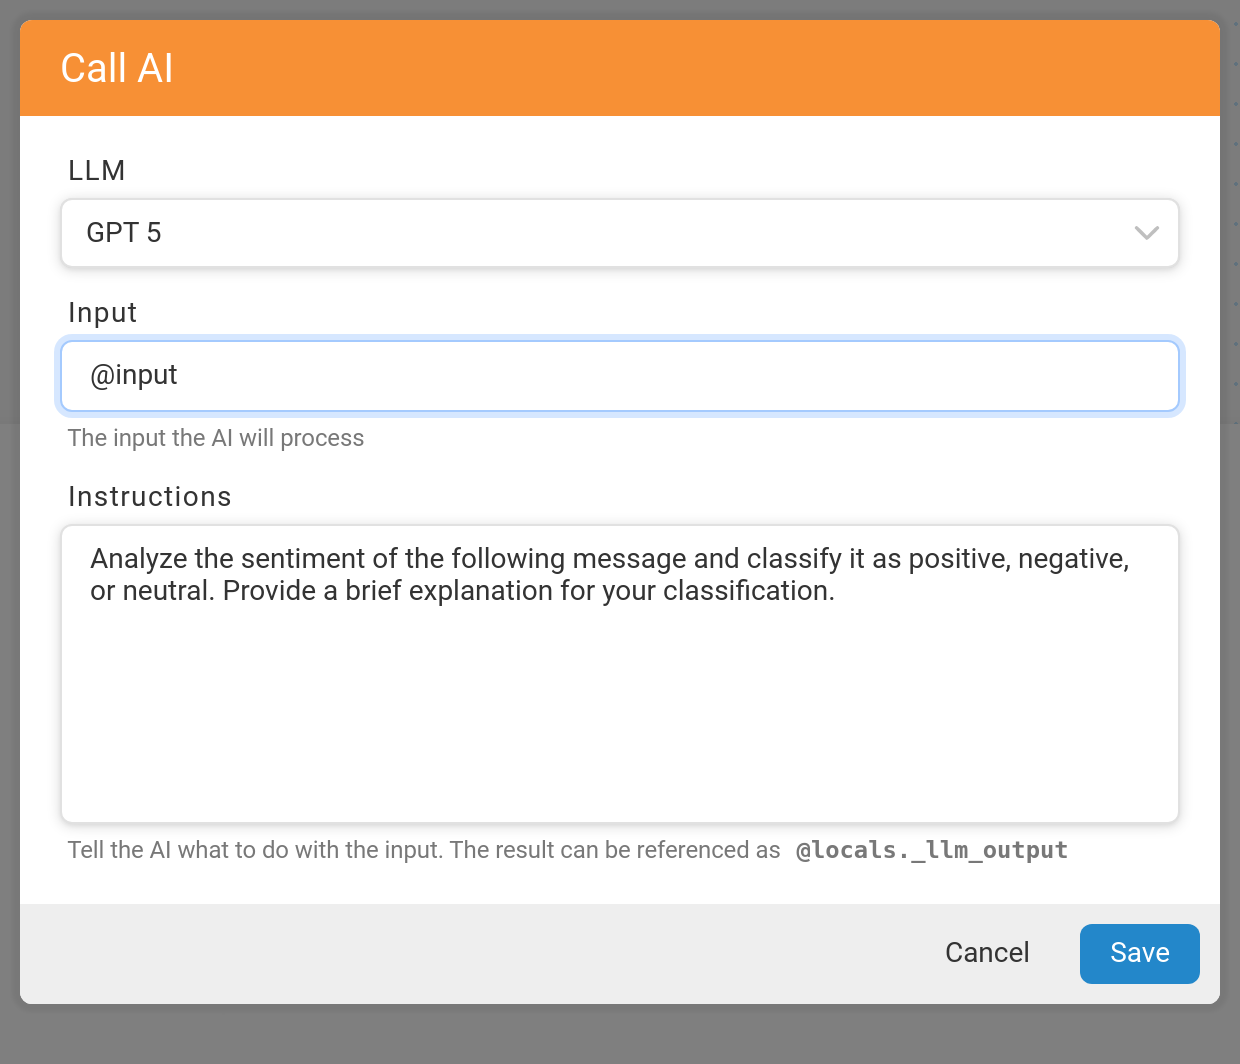 Call AI
LLM
GPT 5
Input
@input
The input the AI will process
Instructions
Analyze the sentiment of the following message and classify it as positive, negative,
or neutral. Provide a brief explanation for your classification.
Tell the AI what to do with the input. The result can be referenced as @locals._llm_output
Cancel
Save